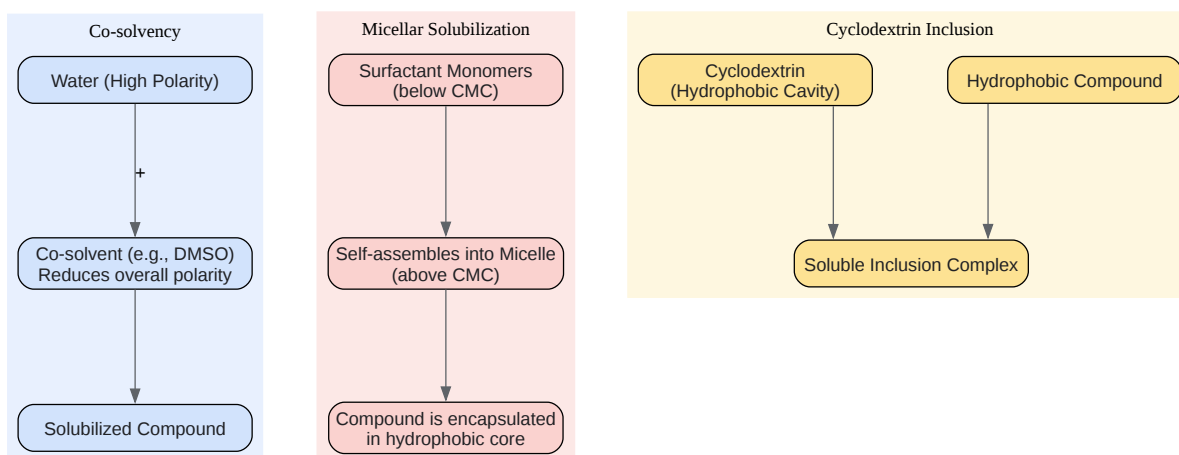 Co-solvency
Water (High Polarity)
+
Co-solvent (e.g., DMSO)
Reduces overall polarity
Solubilized Compound
Micellar Solubilization
Surfactant Monomers
(below CMC)
Self-assembles into Micelle
(above CMC)
Compound is encapsulated
in hydrophobic core
Cyclodextrin Inclusion
Cyclodextrin
(Hydrophobic Cavity)
Hydrophobic Compound
Soluble Inclusion Complex